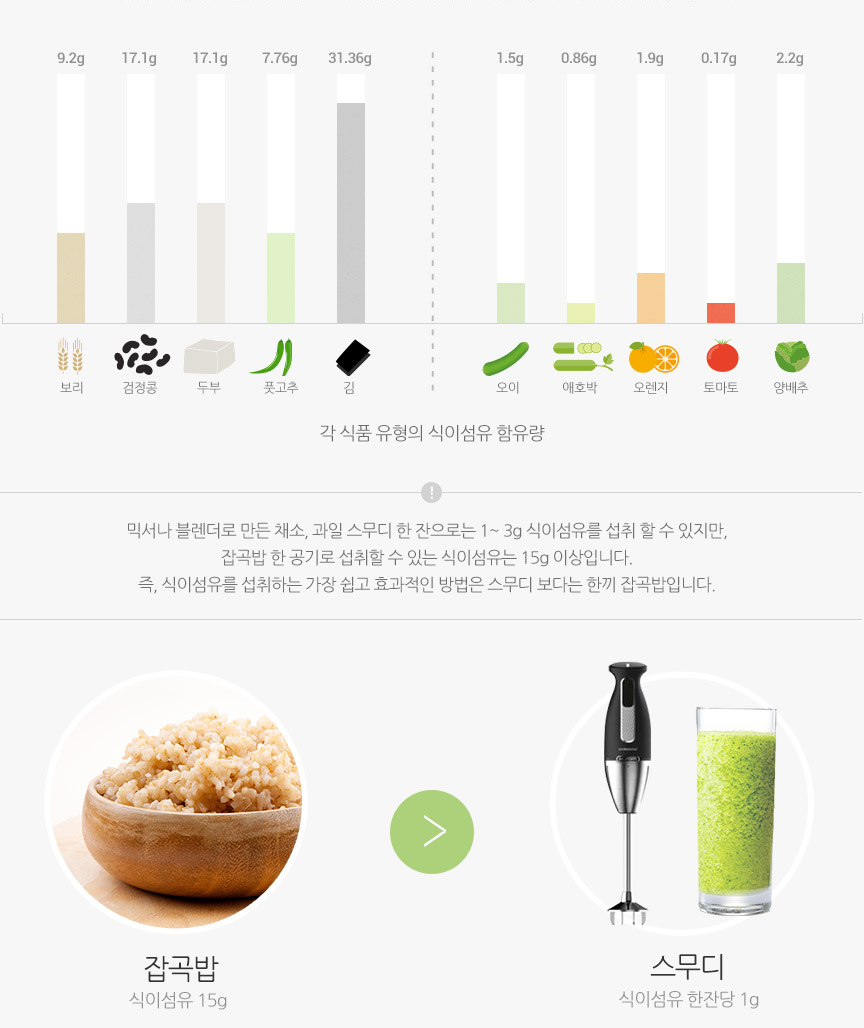 9.2g 17.1g 17.1g 7.76g 31.36g 1.5g 0.86g 1.9g 0.17g 2.2g
보리 검정콩 두부 풋고추 김 오이 애호박 오렌지 토마토 양배추
각 식품 유형의 식이섬유 함유량
!
믹서나 블렌더로 만든 채소, 과일 스무디 한 잔으로는 1~ 3g 식이섬유를 섭취 할 수 있지만,
잡곡밥 한 공기로 섭취할 수 있는 식이섬유는 15g 이상입니다.
즉, 식이섬유를 섭취하는 가장 쉽고 효과적인 방법은 스무디 보다는 한끼 잡곡밥입니다.
>
잡곡밥 스무디
식이섬유 15g 식이섬유 한잔당 1g